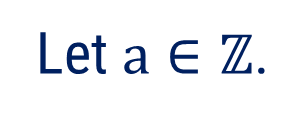 Let a ∈ ℤ.